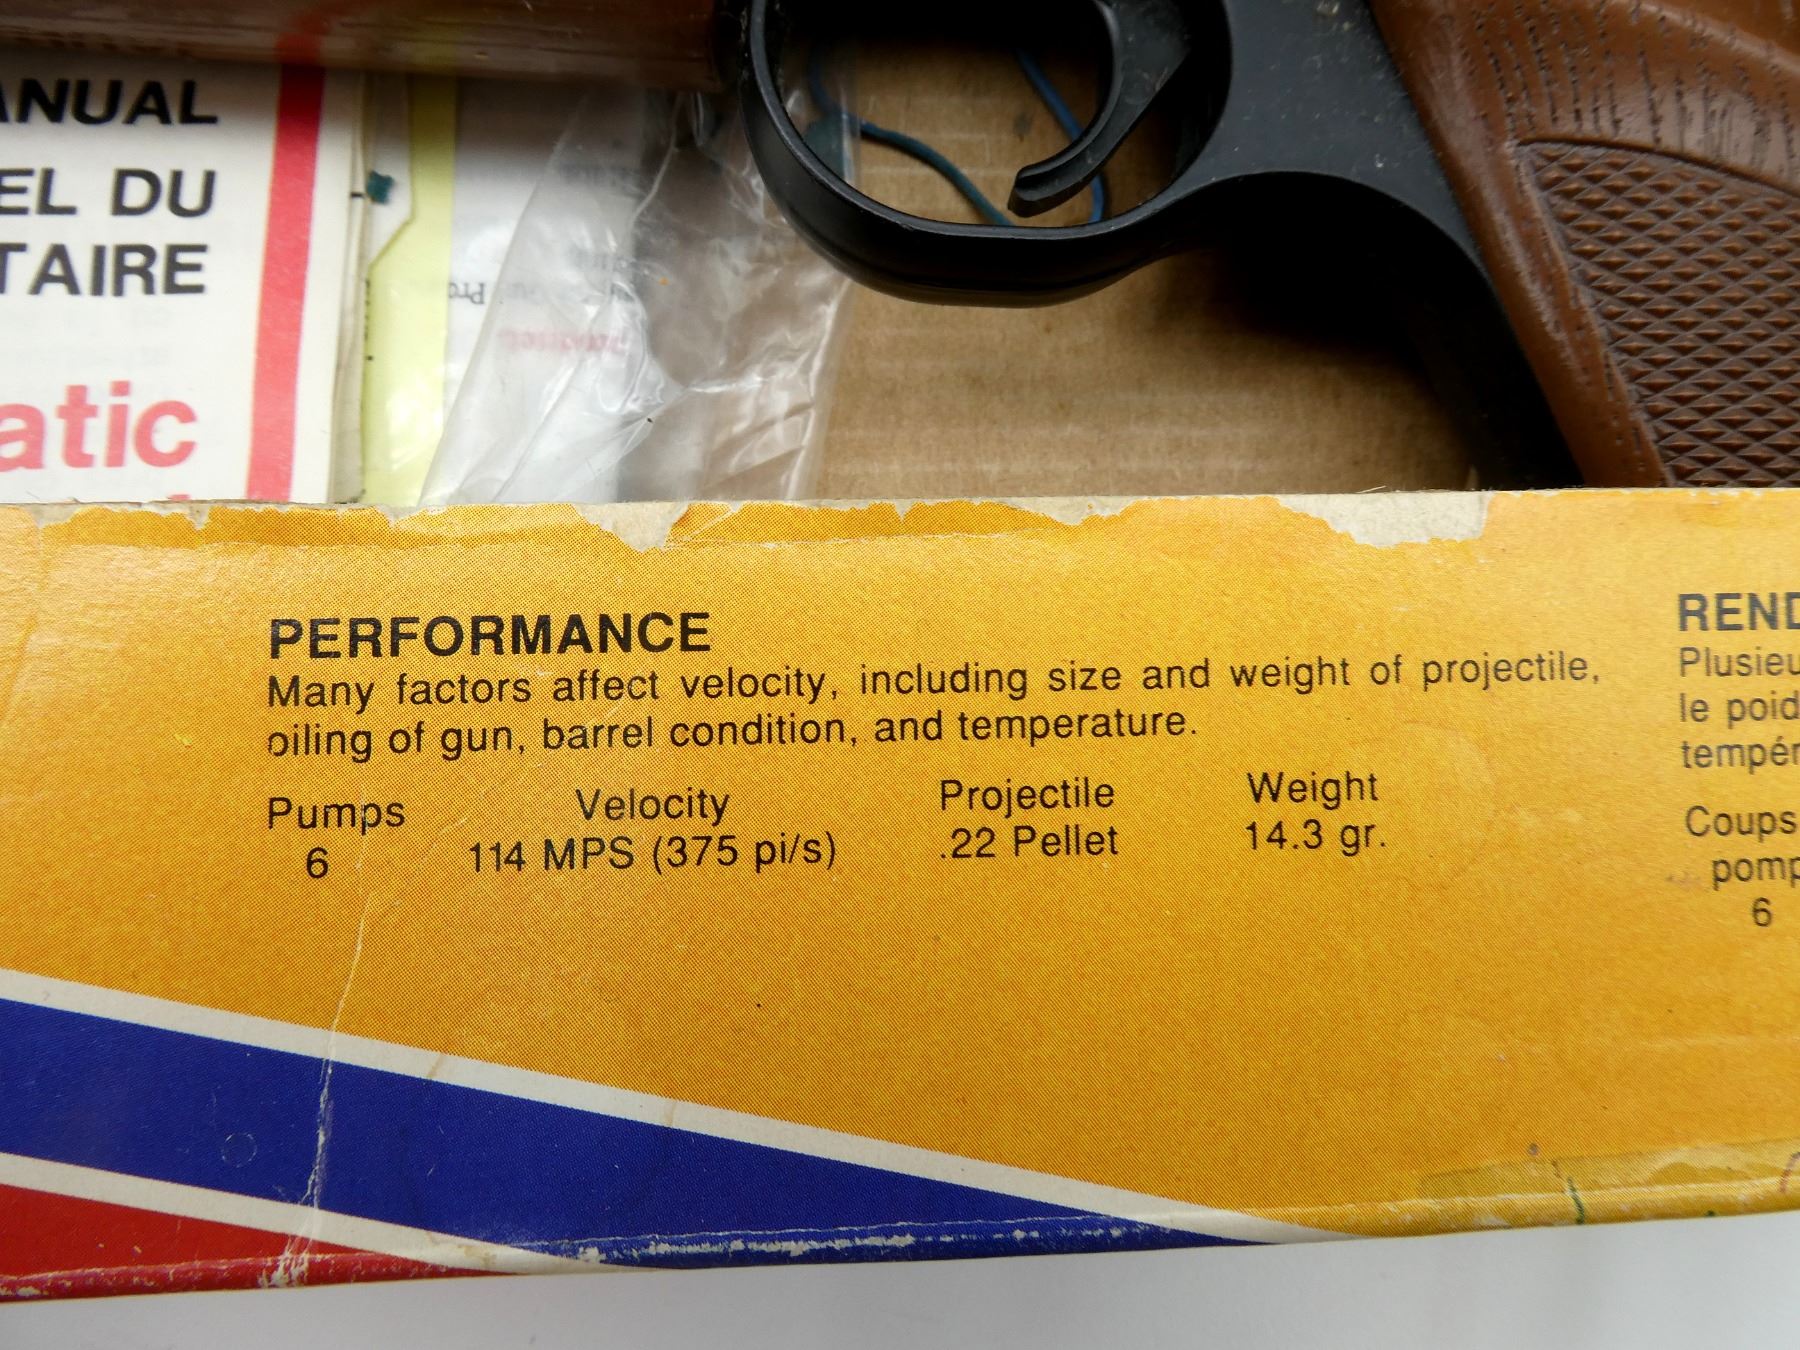 ANUAL
EL DU
TAIRE
atic
Pro
PERFORMANCE
Many factors affect velocity, including size and weight of projectile,
oiling of gun, barrel condition, and temperature.
Pumps Velocity Projectile Weight
6 114 MPS (375 pi/s) .22 Pellet 14.3 gr.
REND
Plusieu
le poid
tempér
Coups
pomp
6